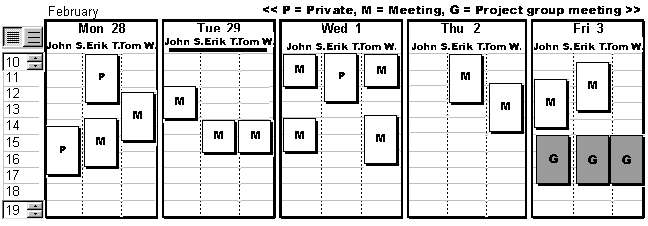 February << P = Private, M = Meeting, G = Project group meeting >>
Mon 28 Tue 29 Wed 1 Thu 2 Fri 3
John S. Erik T. Tom W. John S. Erik T. Tom W. John S. Erik T. Tom W. John S. Erik T. Tom W. John S. Erik T. Tom W.
10 P M P M M M
11
12 M M M M
13
14 P M M M M M
15 G G G
16
17
18
19